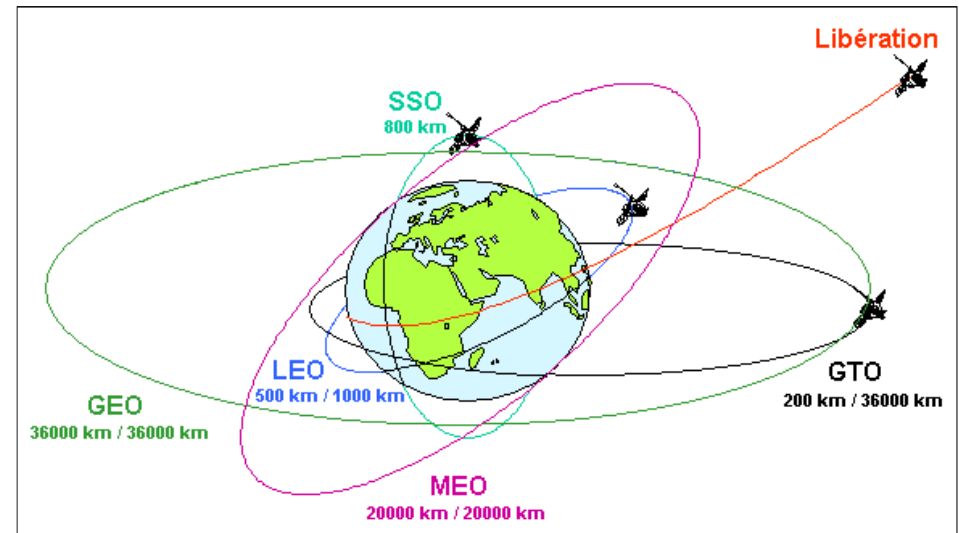 Libération
SSO
800 km
LEO
500 km / 1000 km
GTO
200 km / 36000 km
GEO
36000 km / 36000 km
MEO
20000 km / 20000 km